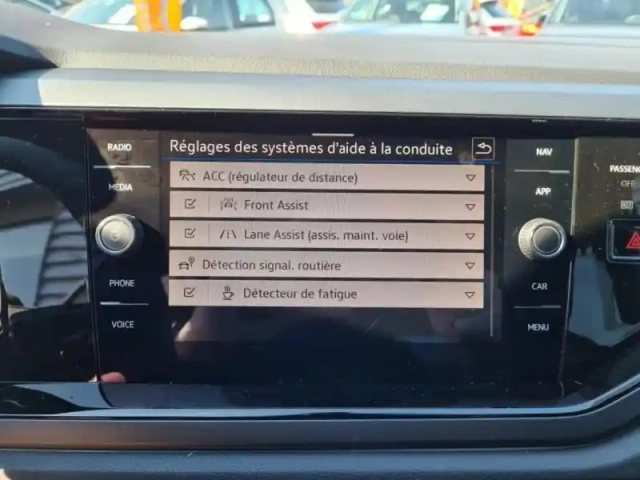 RADIO
MEDIA
PHONE
VOICE
Réglages des systèmes d'aide à la conduite
ACC (régulateur de distance)
Front Assist
Lane Assist (assis. maint. voie)
Détection signal. routière
Détecteur de fatigue
NAV
APP
CAR
MENU
PASSENG
OFF